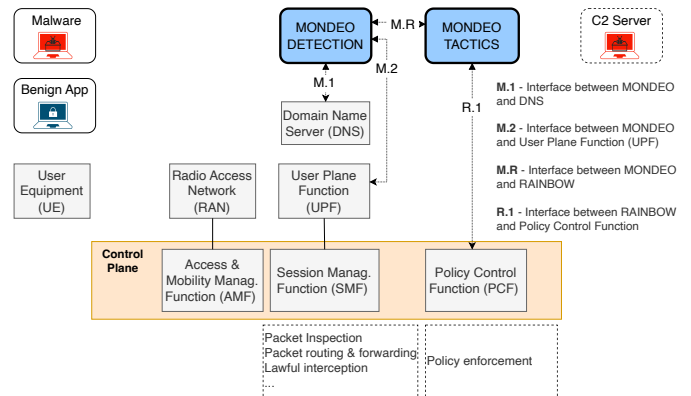 Malware
MONDEO
DETECTION
M.R
MONDEO
TACTICS
C2 Server
M.1
M.2
Benign App
R.1
M.1 - Interface between MONDEO
and DNS
M.2 - Interface between MONDEO
and User Plane Function (UPF)
M.R - Interface between MONDEO
and RAINBOW
R.1 - Interface between RAINBOW
and Policy Control Function
Domain Name
Server (DNS)
User
Equipment
(UE)
Radio Access
Network
(RAN)
User Plane
Function
(UPF)
Control
Plane
Access &
Mobility Manag.
Function (AMF)
Session Manag.
Function (SMF)
Policy Control
Function (PCF)
Packet Inspection
Packet routing & forwarding
Lawful interception
...
Policy enforcement